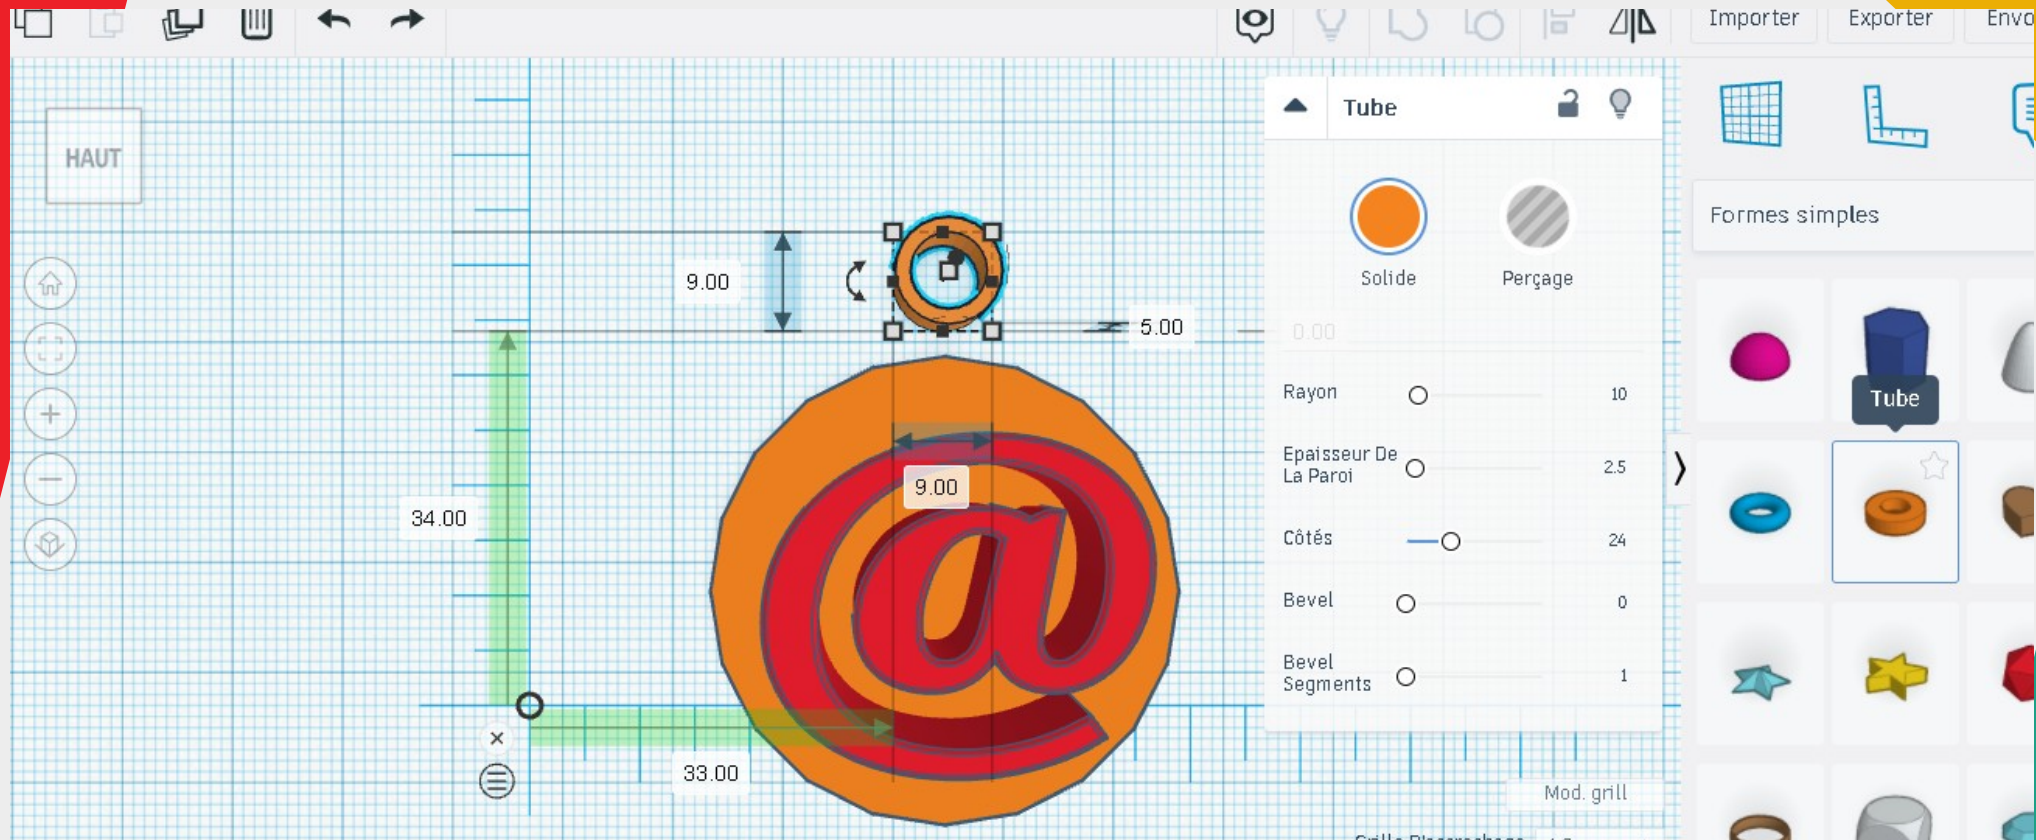 Importer
Exporter
Envo
HAUT
Tube
Formes simples
Solide
Perçage
9.00
5.00
0.00
Rayon
10
Tube
Epaisseur De
La Paroi
2.5
9.00
34.00
Côtés
24
Bevel
0
Bevel
Segments
1
@
33.00
Mod. grill